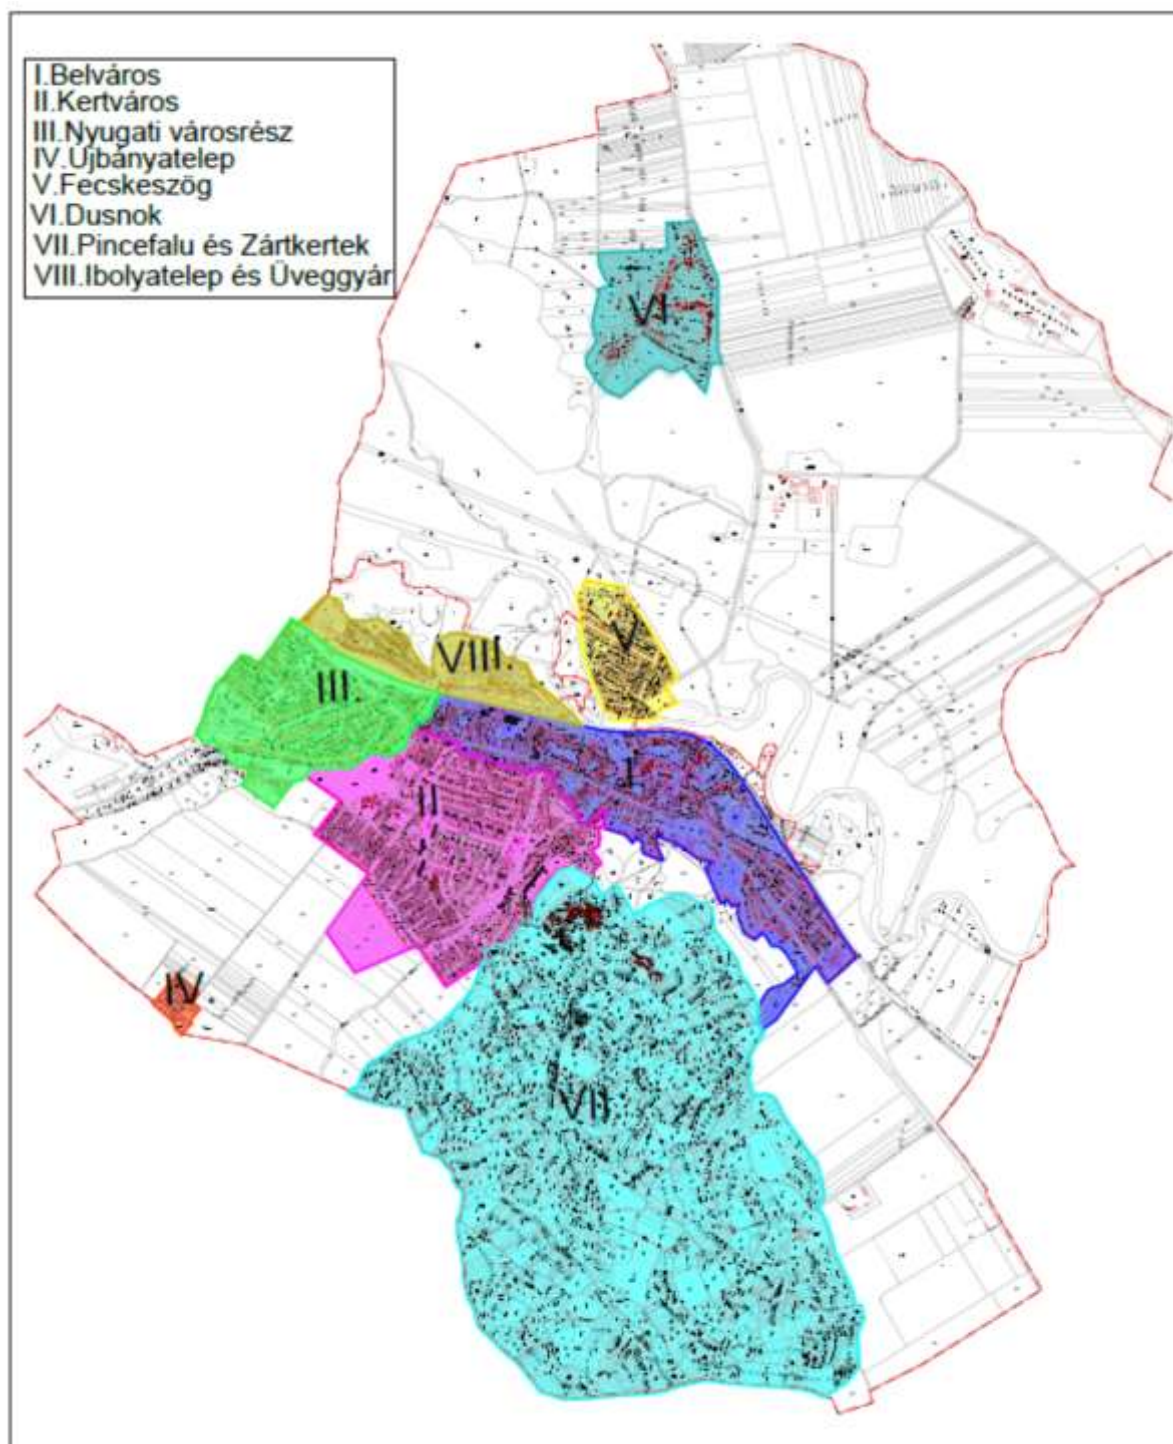 I.Belváros
II.Kertváros
III.Nyugati városrész
IV.Újbányatelep
V.Fecskeszög
VI.Dusnok
VII.Pincefalu és Zártkertek
VIII.Ibolyatelep és Üveggyár
VI.
V
VIII.
III.
I
II
IV
VII